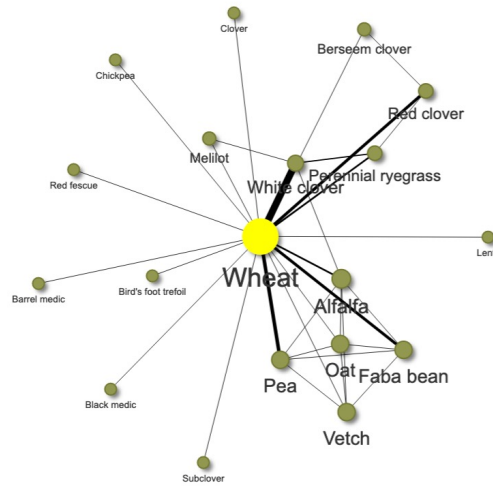 Clover
Berseem clover
Chickpea
Red clover
Melilot
Perennial ryegrass
Red fescue
White clover
Wheat
Barrel medic
Bird's foot trefoil
Alfalfa
Oat
Faba bean
Pea
Black medic
Vetch
Subclover